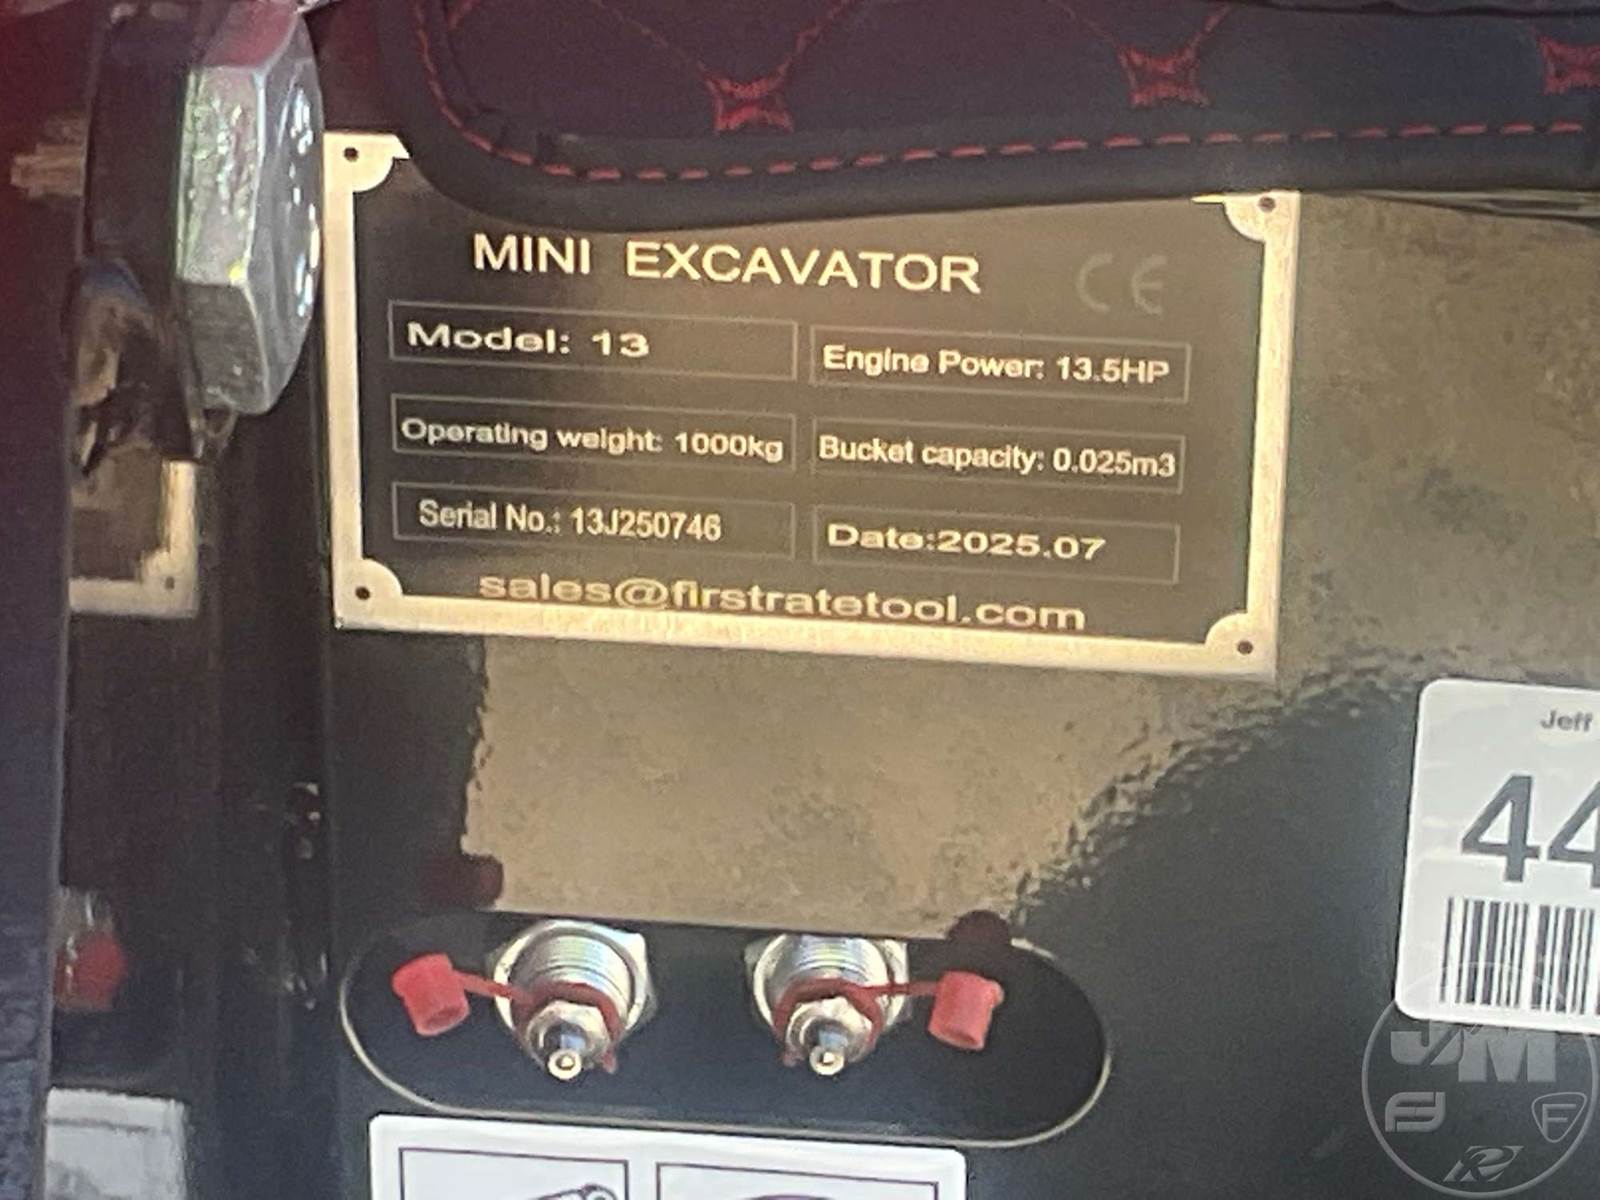 MINI EXCAVATOR CE
Model: 13
Engine Power: 13.5HP
Operating weight: 1000kg
Bucket capacity: 0.025m3
Serial No.: 13J250746
Date:2025.07
sales@firstratetool.com
Jeff
44
J M